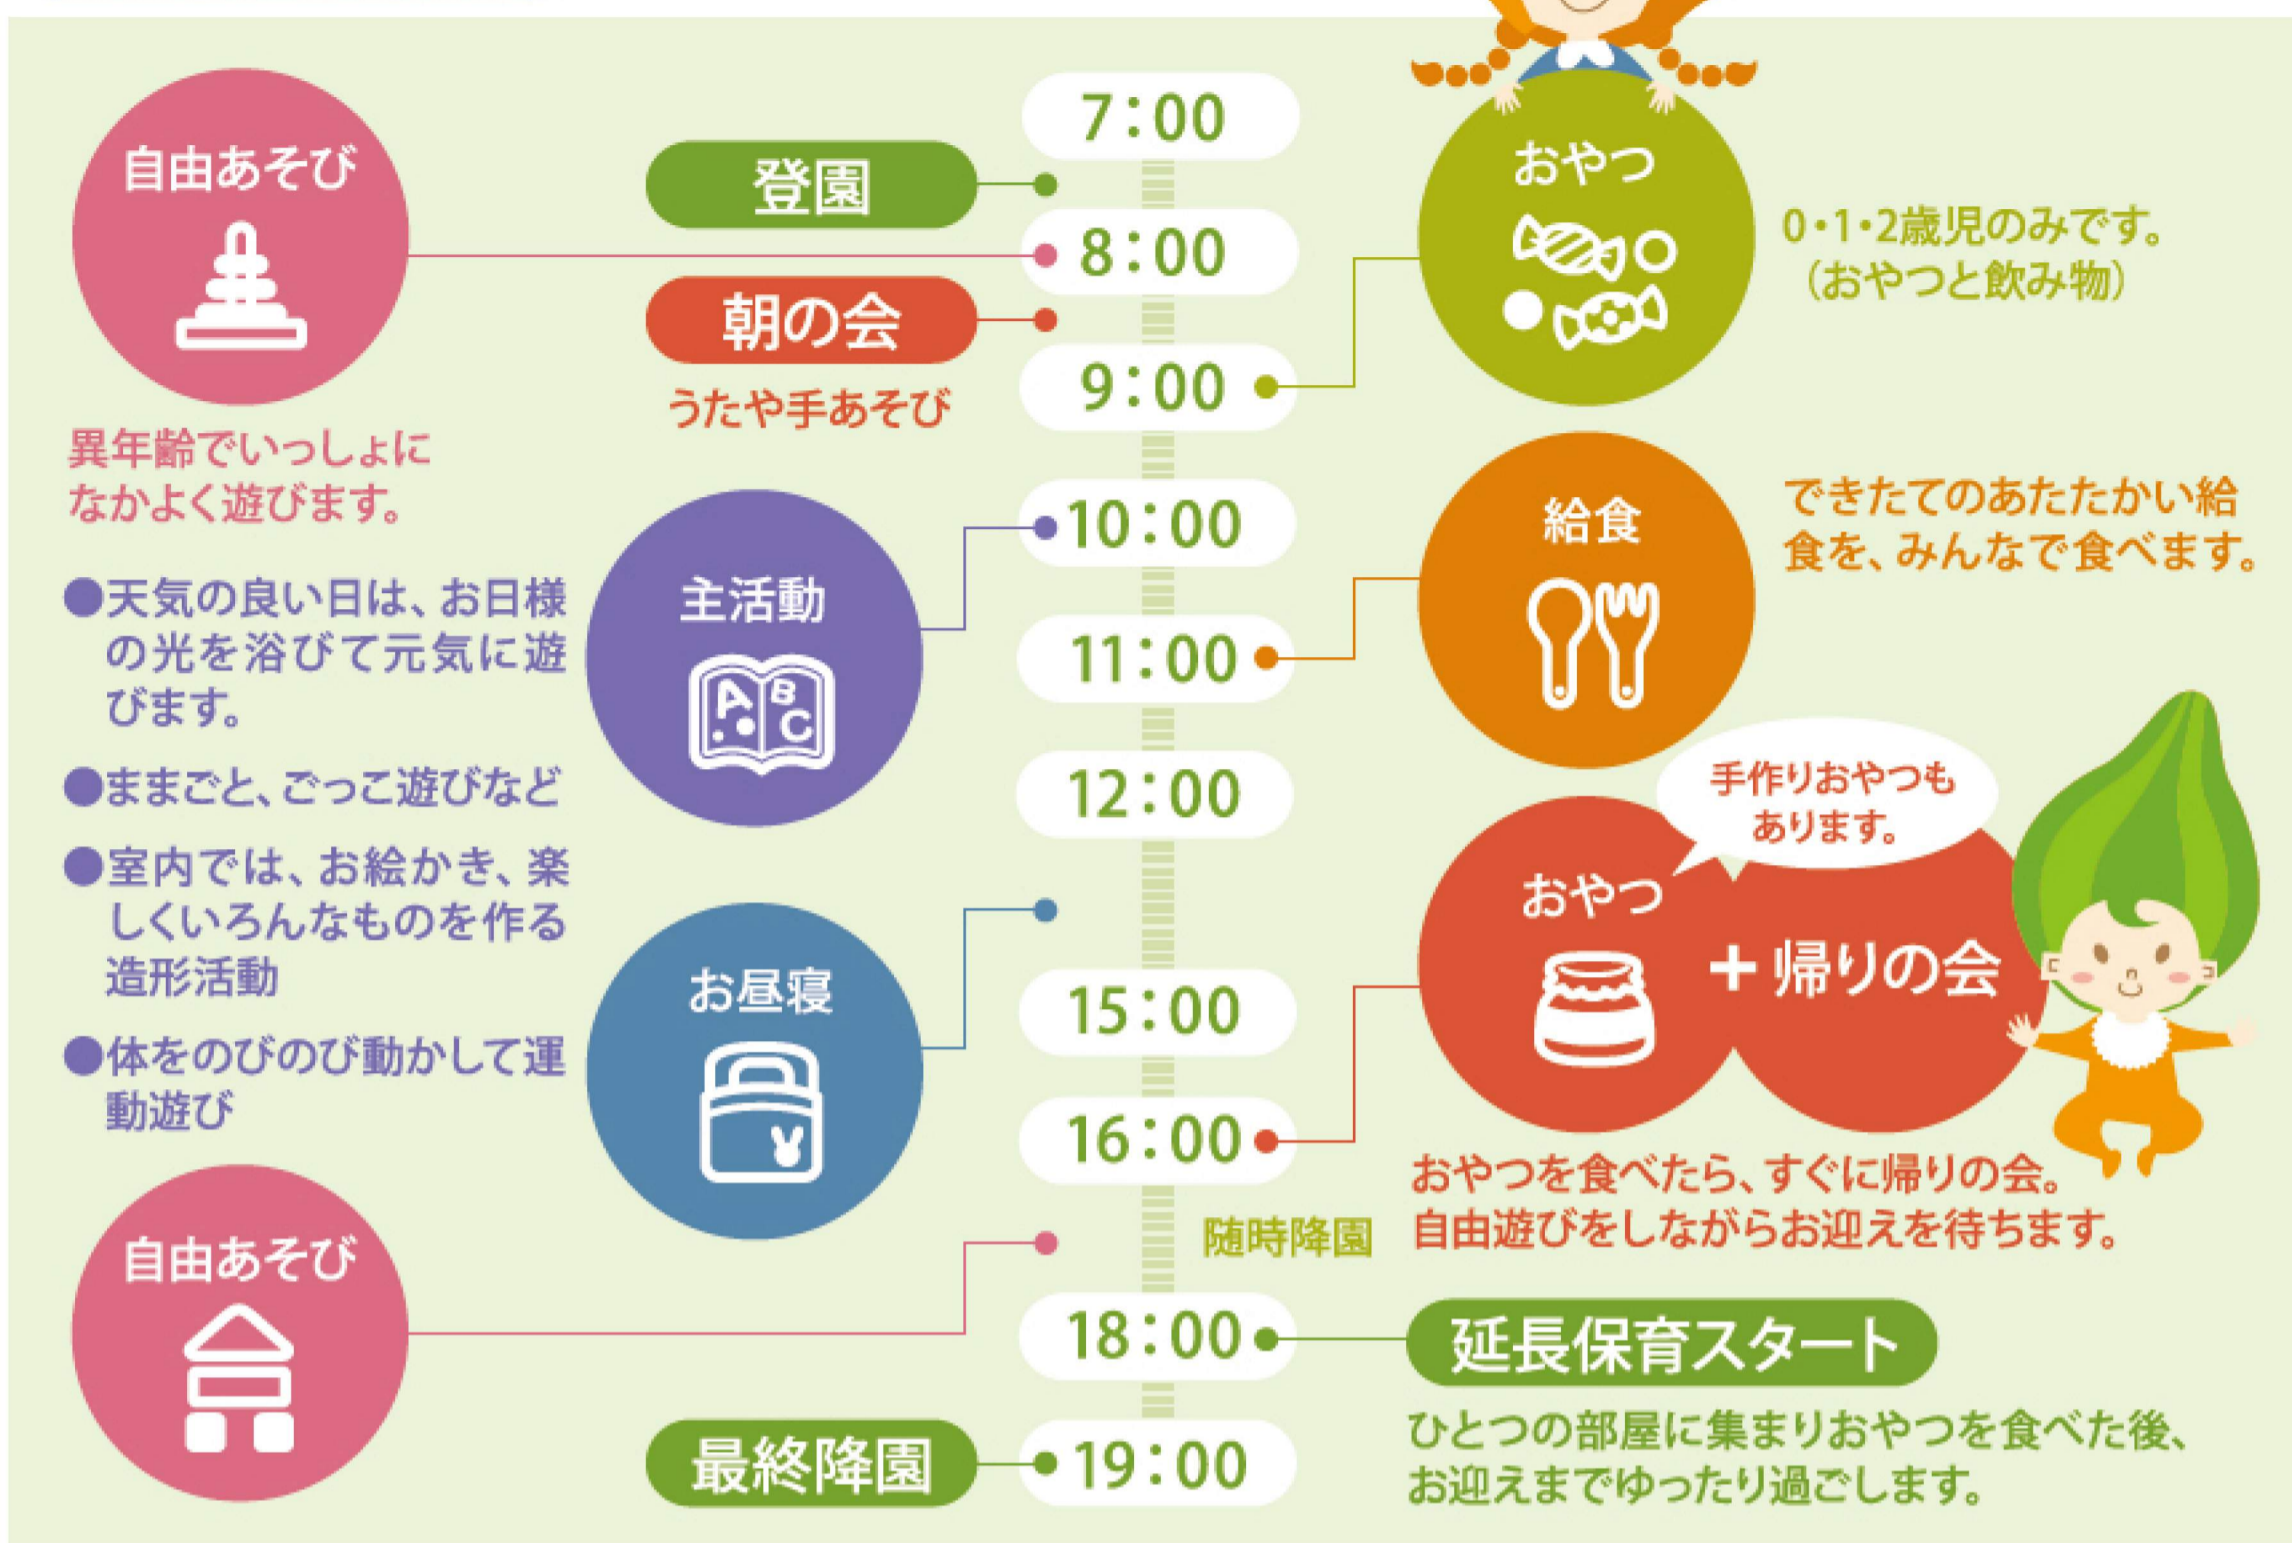 7:00
登園
自由あそび
8:00
異年齢でいっしょに
なかよく遊びます。
朝の会
うたや手あそび
9:00
おやつ
0・1・2歳児のみです。
（おやつと飲み物）
10:00
主活動
A B C
●天気の良い日は、お日様
の光を浴びて元気に遊
びます。
●ままごと、ごっこ遊びなど
●室内では、お絵かき、楽
しくいろんなものを作る
造形活動
●体をのびのび動かして運
動遊び
11:00
給食
できたてのあたたかい給
食を、みんなで食べます。
12:00
お昼寝
15:00
16:00
おやつ
+帰りの会
手作りおやつも
あります。
おやつを食べたら、すぐに帰りの会。
自由遊びをしながらお迎えを待ちます。
随時降園
自由あそび
18:00
延長保育スタート
ひとつの部屋に集まりおやつを食べた後、
お迎えまでゆったり過ごします。
最終降園
19:00